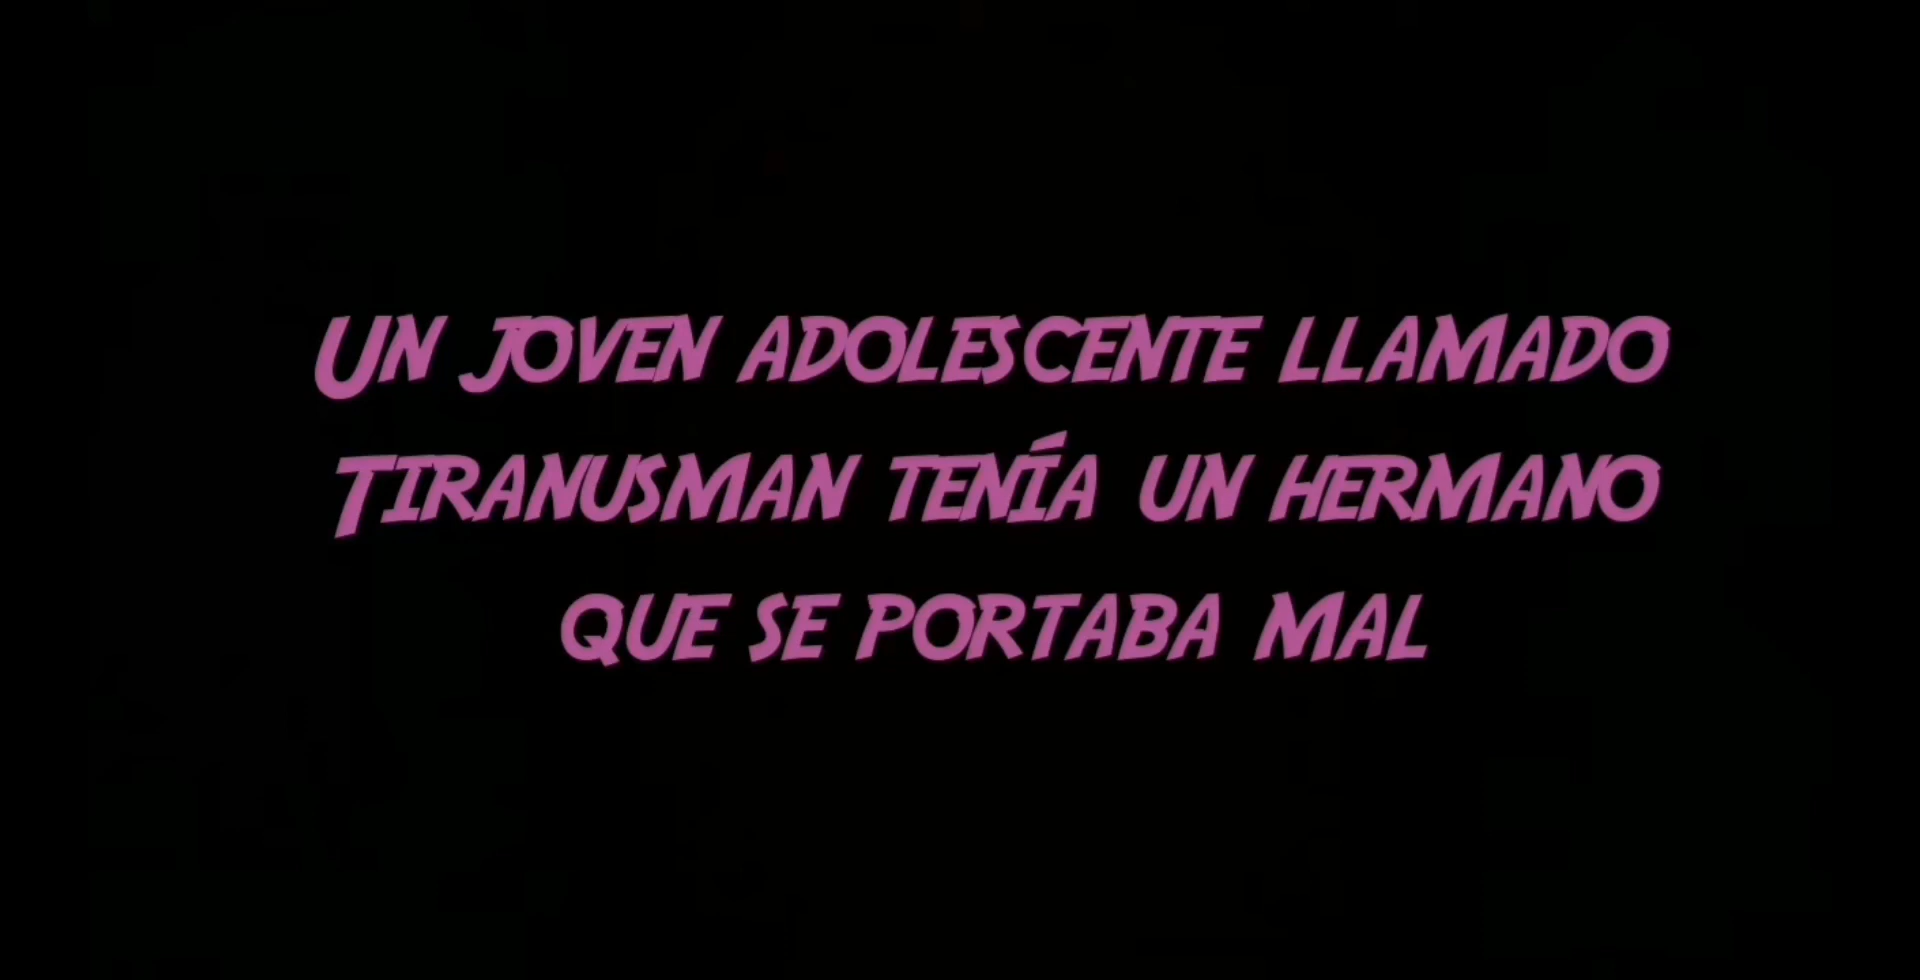 Un joven adolescente llamado
Tiranusman tenía un hermano
que se portaba mal